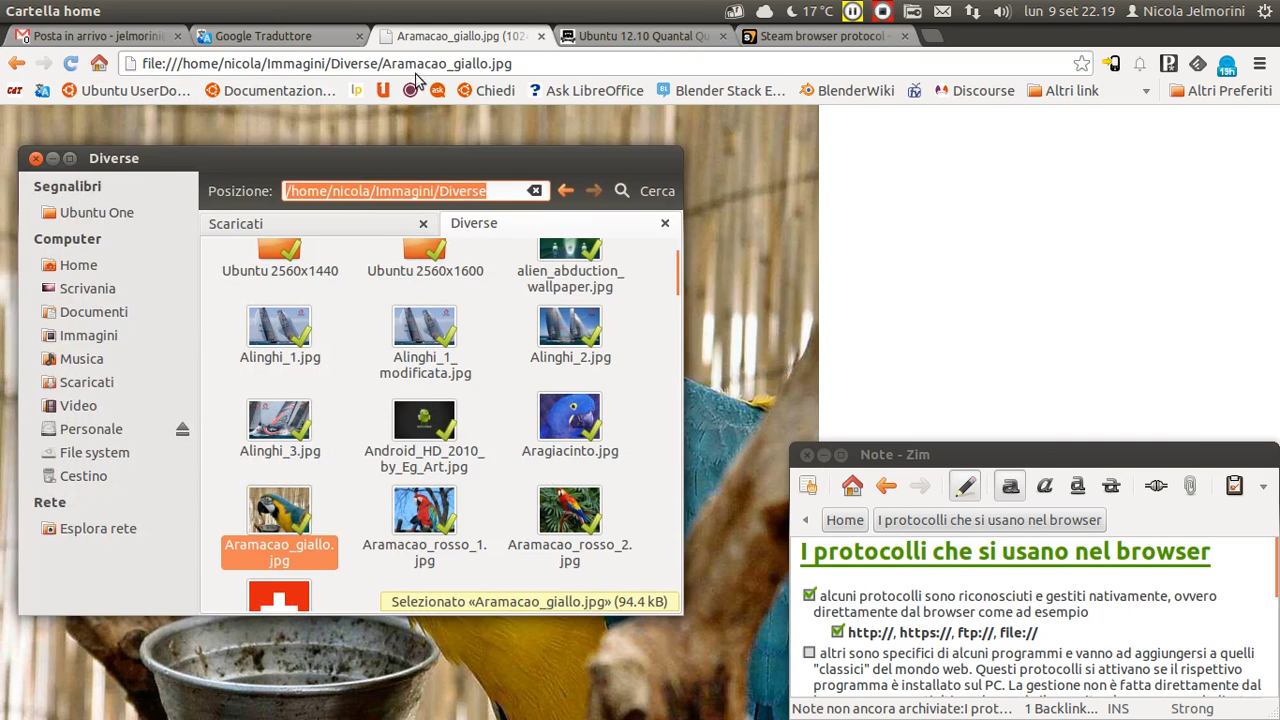 Cartella home
17 °C
lun 9 set 22.19
Nicola Jelmorini
Posta in arrivo - jelmorini
Google Traduttore
Aramacao_giallo.jpg (102
Ubuntu 12.10 Quantal Qu
Steam browser protocol -
file:///home/nicola/Immagini/Diverse/Aramacao_giallo.jpg
19h
CAT
Ubuntu UserDo...
Documentazion...
lp
U
ask
Chiedi
? Ask LibreOffice
Blender Stack E...
BlenderWiki
Discourse
Altri link
Altri Preferiti
Diverse
Segnalibri
Ubuntu One
Computer
Home
Scrivania
Documenti
Immagini
Musica
Scaricati
Video
Personale
File system
Cestino
Rete
Esplora rete
Posizione:
/home/nicola/Immagini/Diverse
Cerca
Scaricati
Diverse
Ubuntu 2560x1440
Ubuntu 2560x1600
alien_abduction_
wallpaper.jpg
Alinghi_1.jpg
Alinghi_1_
modificata.jpg
Alinghi_2.jpg
Alinghi_3.jpg
Android_HD_2010_
by_Eg_Art.jpg
Aragiacinto.jpg
Aramacao_giallo.
jpg
Aramacao_rosso_1.
jpg
Aramacao_rosso_2.
jpg
Selezionato «Aramacao_giallo.jpg» (94.4 kB)
Note - Zim
Home
I protocolli che si usano nel browser
I protocolli che si usano nel browser
alcuni protocolli sono riconosciuti e gestiti nativamente, ovvero
direttamente dal browser come ad esempio
http://, https://, ftp://, file://
altri sono specifici di alcuni programmi e vanno ad aggiungersi a quelli
"classici" del mondo web. Questi protocolli si attivano se il rispettivo
programma è installato sul PC. La gestione non è fatta direttamente dal
Note non ancora archiviate:I prot...
1 Backlink...
INS
Strong